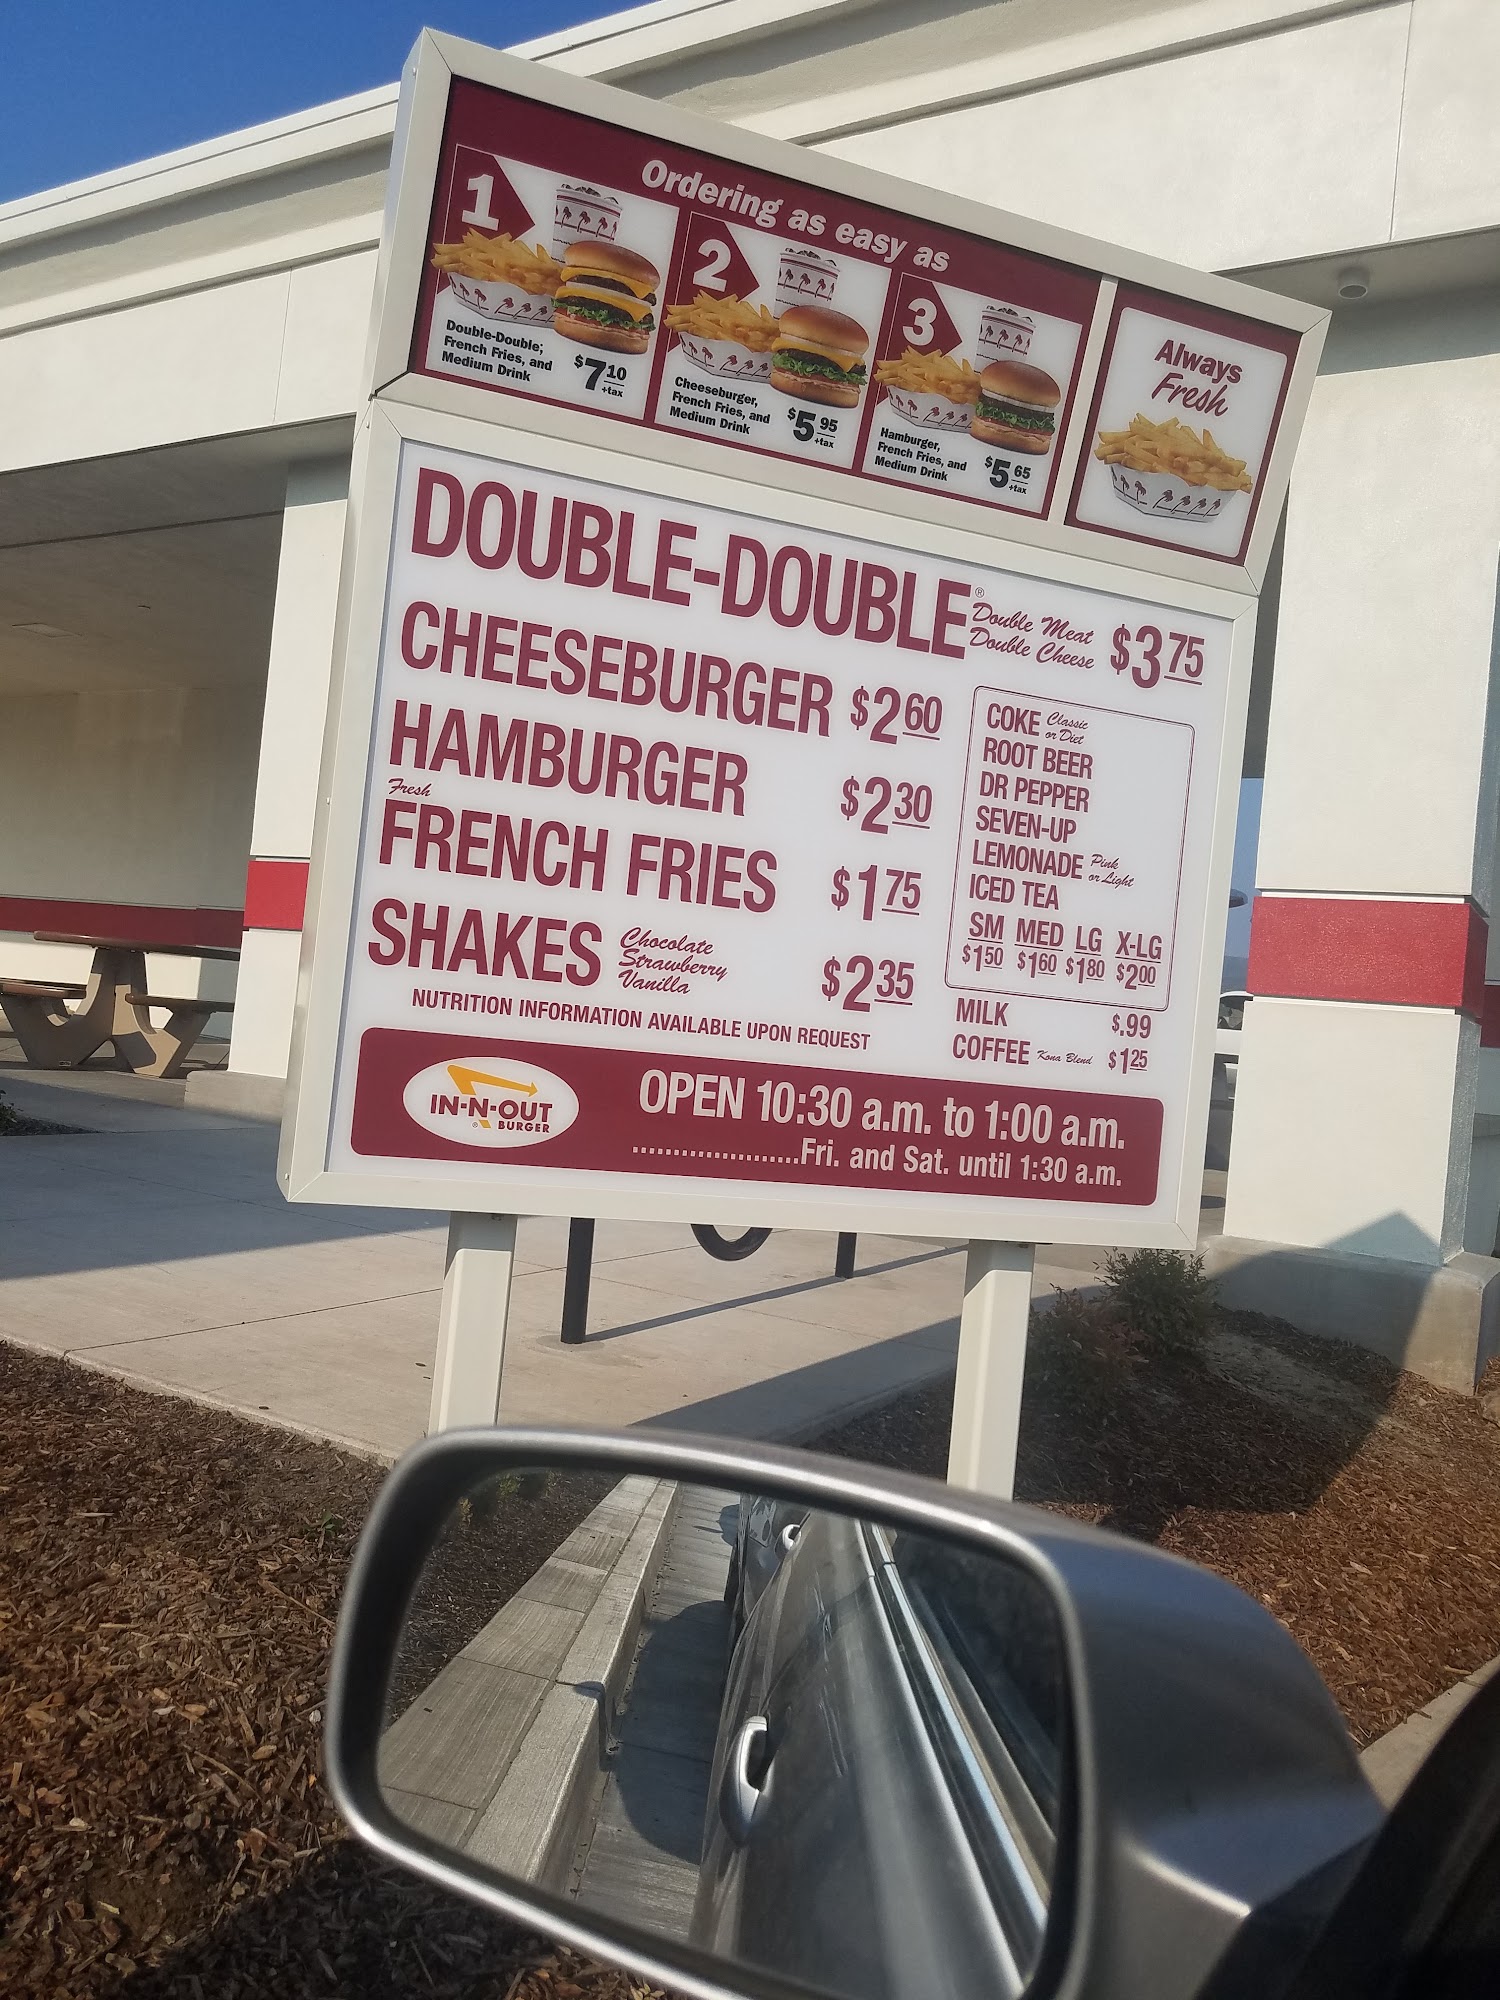 Ordering as easy as
1
Double-Double,
French Fries, and
Medium Drink
$7 10
+tax
2
Cheeseburger,
French Fries, and
Medium Drink
$5 95
+tax
3
Hamburger,
French Fries, and
Medium Drink
$5 65
+tax
Always
Fresh
DOUBLE-DOUBLE® Double Meat
Double Cheese
$3 75
CHEESEBURGER $2 60
HAMBURGER $2 30
Fresh
FRENCH FRIES $1 75
SHAKES Chocolate
Strawberry
Vanilla
$2 35
NUTRITION INFORMATION AVAILABLE UPON REQUEST
COKE Classic
or Diet
ROOT BEER
DR PEPPER
SEVEN-UP
LEMONADE Pink
or Light
ICED TEA
SM MED LG X-LG
$1 50 $1 60 $1 80 $2 00
MILK $.99
COFFEE Kona Blend $1 25
IN-N-OUT
® BURGER
OPEN 10:30 a.m. to 1:00 a.m.
.....................Fri. and Sat. until 1:30 a.m.